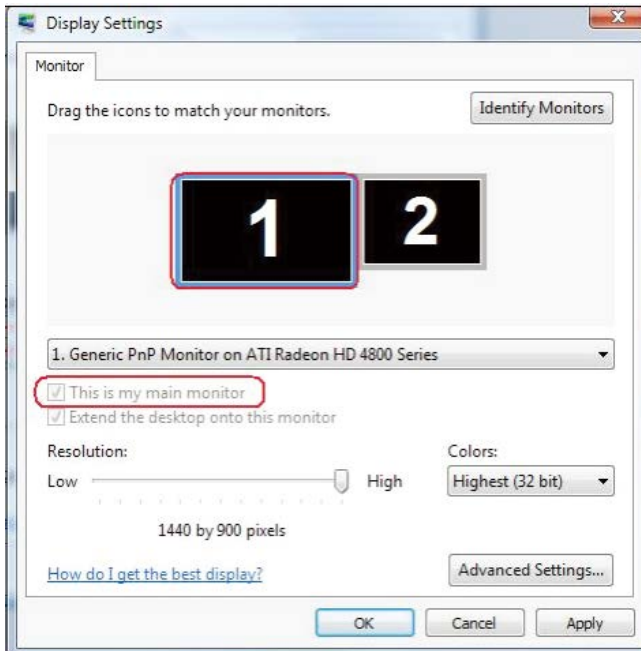 Display Settings
Monitor
Drag the icons to match your monitors.
Identify Monitors
1
2
1. Generic PnP Monitor on ATI Radeon HD 4800 Series
This is my main monitor
Extend the desktop onto this monitor
Resolution:
Colors:
Low
High
Highest (32 bit)
1440 by 900 pixels
How do I get the best display?
Advanced Settings...
OK
Cancel
Apply